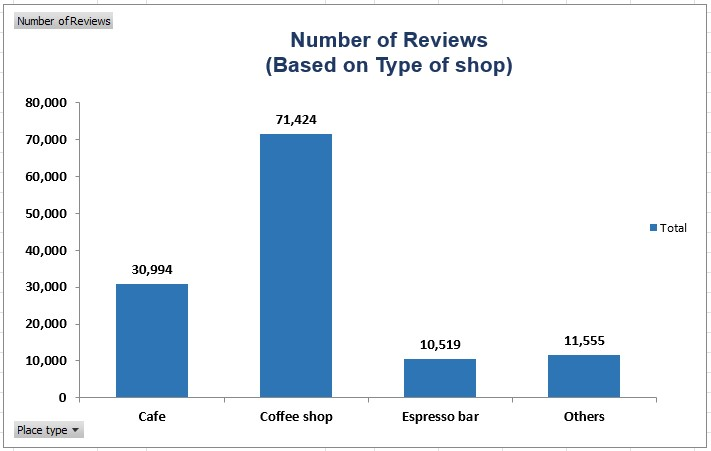 Number of Reviews
Number of Reviews
(Based on Type of shop)
80,000
70,000
60,000
50,000
40,000
30,000
20,000
10,000
0
30,994
71,424
10,519
11,555
Total
Cafe
Coffee shop
Espresso bar
Others
Place type